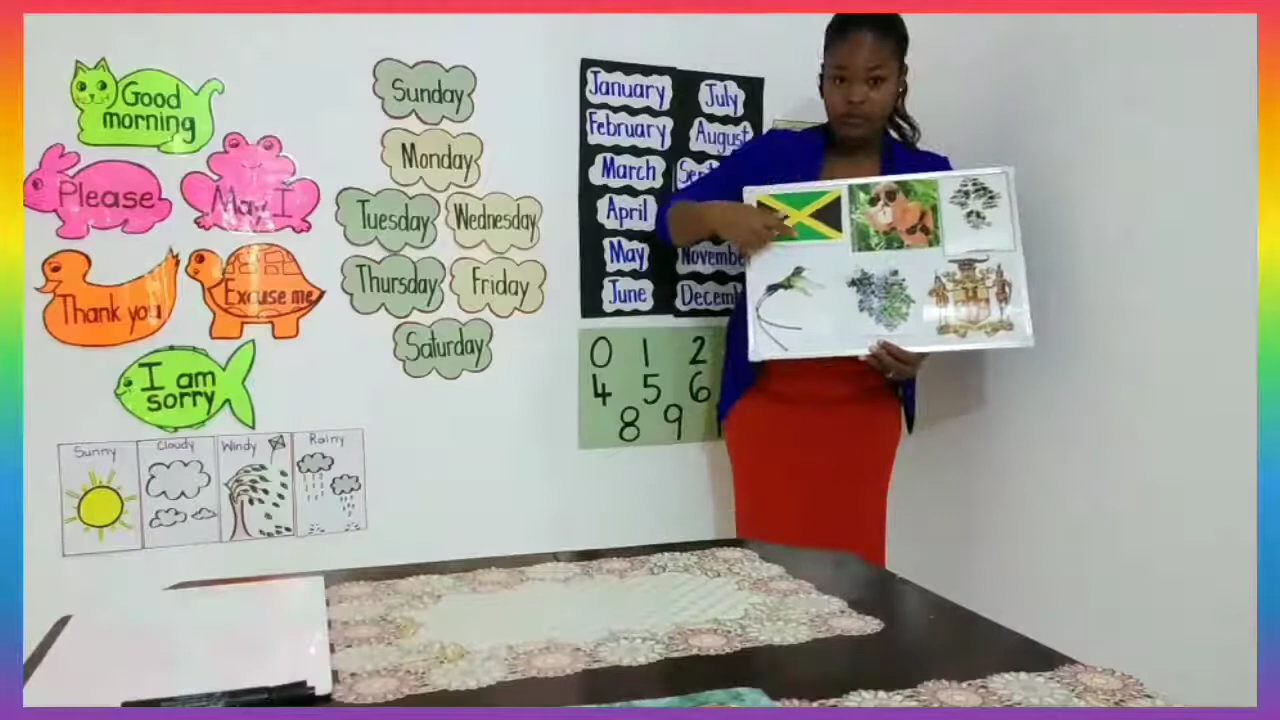 Good
morning
Please
May I
Thank you
Excuse me
I am
sorry
Sunny
Cloudy
Windy
Rainy
Sunday
Monday
Tuesday
Wednesday
Thursday
Friday
Saturday
January
February
March
April
May
June
July
August
0 1 2
4 5 6
8 9